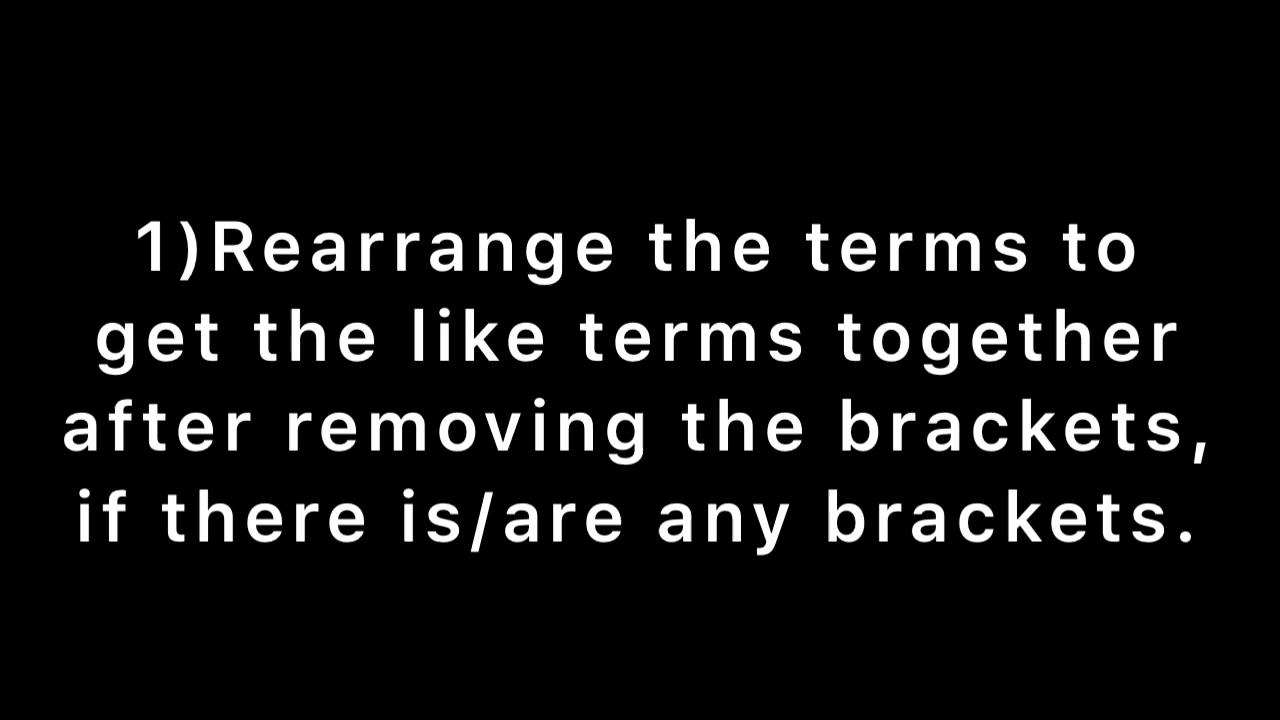 1)Rearrange the terms to
get the like terms together
after removing the brackets,
if there is/are any brackets.